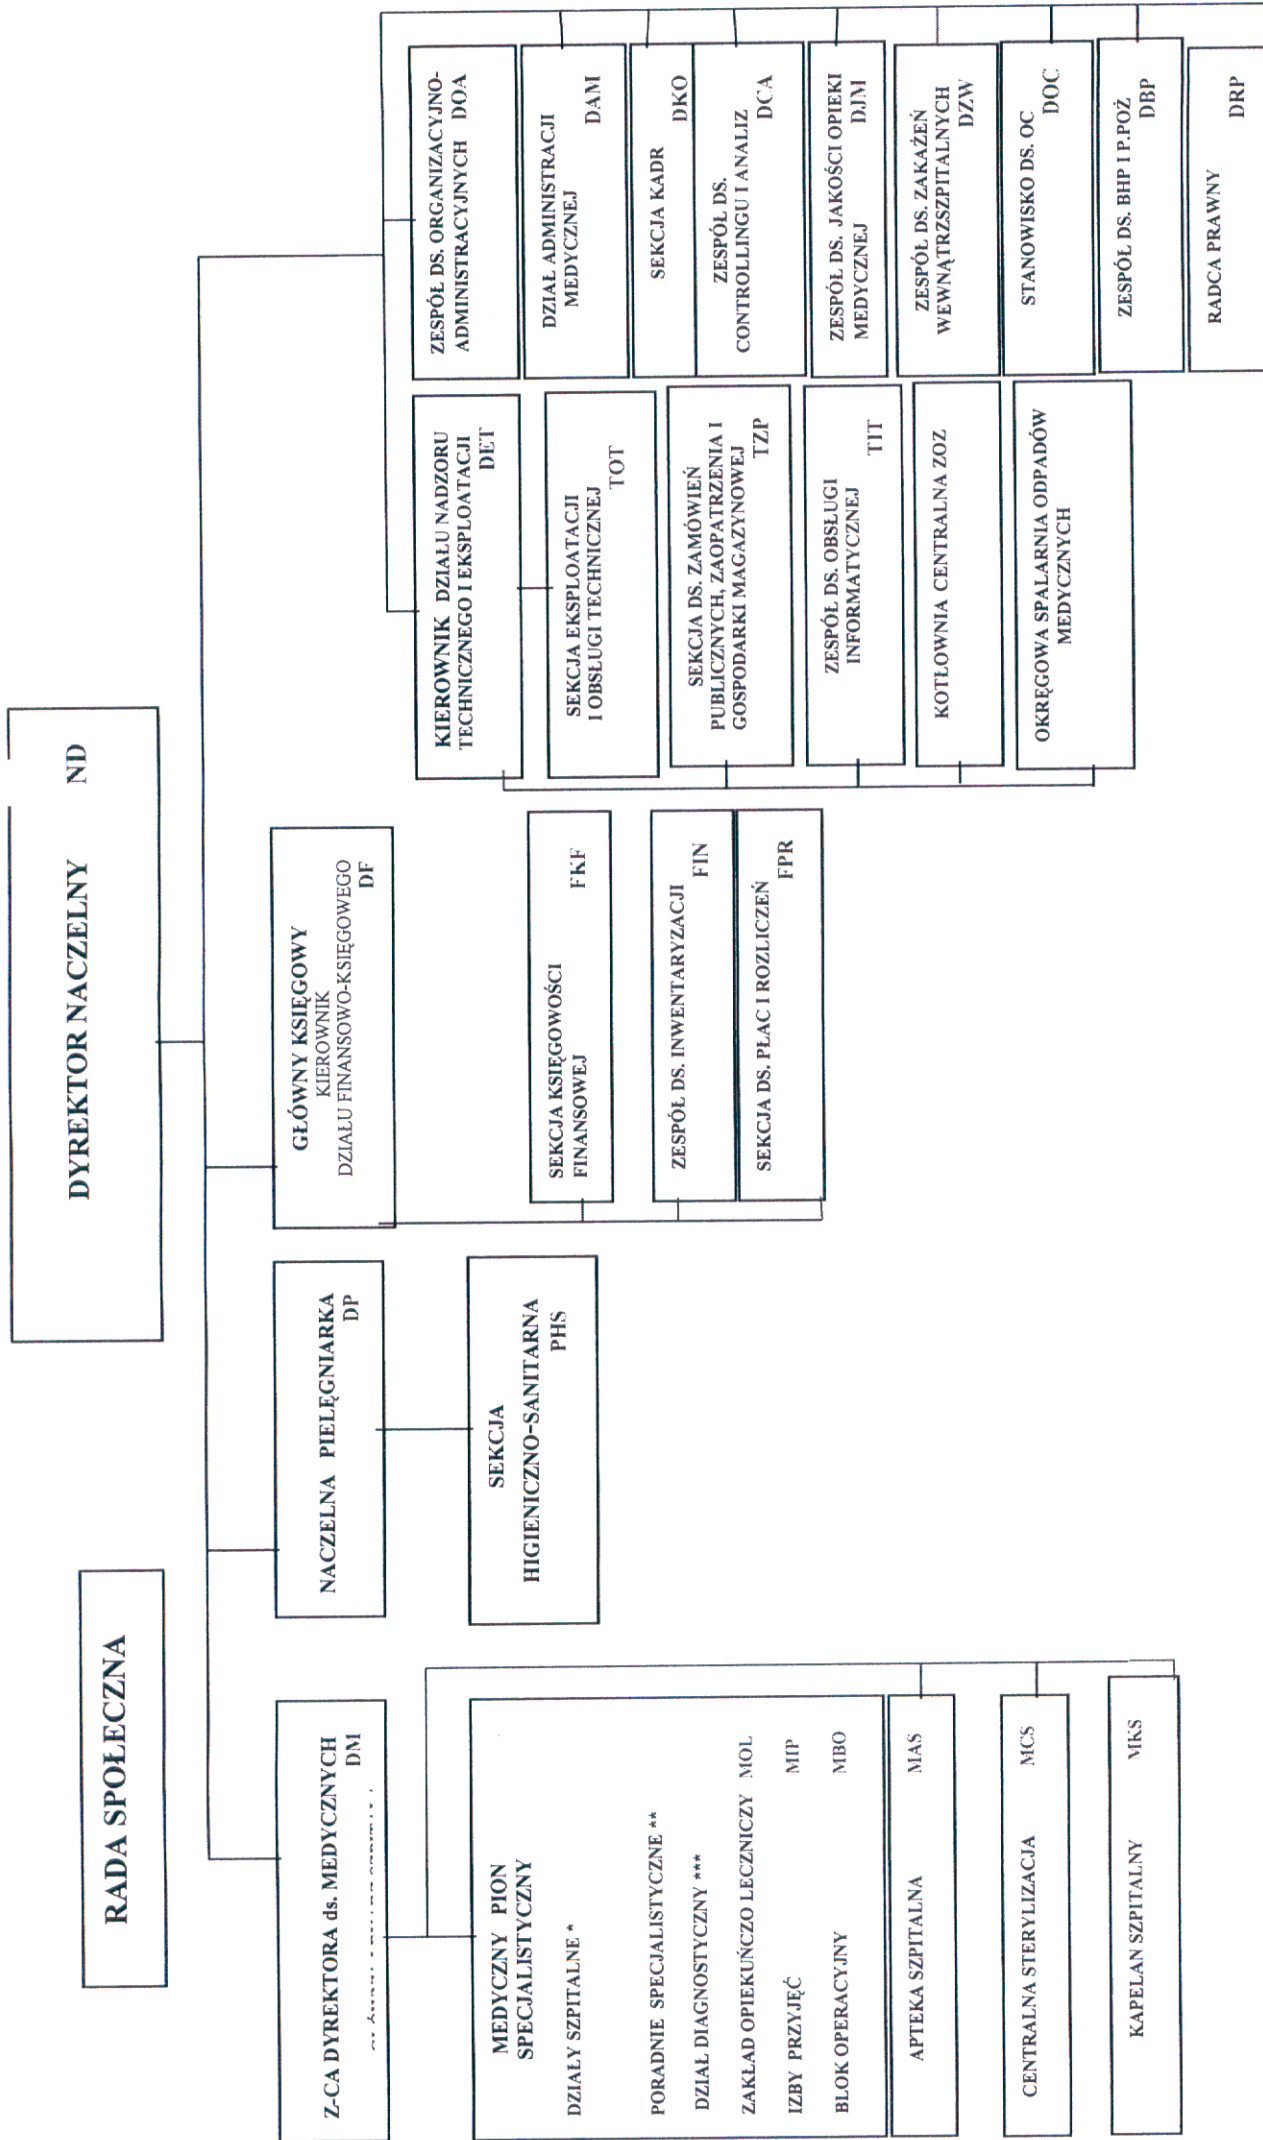 RADA SPOŁECZNA
DYREKTOR NACZELNY ND
Z-CA DYREKTORA ds. MEDYCZNYCH
DM
NACZELNA PIELĘGNIARKA
DP
GŁÓWNY KSIĘGOWY
KIEROWNIK
DZIAŁU FINANSOWO-KSIĘGOWEGO
DF
MEDYCZNY PION
SPECJALISTYCZNY
DZIAŁY SZPITALNE *
PORADNIE SPECJALISTYCZNE **
DZIAŁ DIAGNOSTYCZNY ***
ZAKŁAD OPIEKUŃCZO LECZNICZY MOL
IZBY PRZYJĘĆ MIP
BLOK OPERACYJNY MBO
APTEKA SZPITALNA MAS
CENTRALNA STERYLIZACJA MCS
KAPELAN SZPITALNY MKS
SEKCJA
HIGIENICZNO-SANITARNA
PHS
SEKCJA KSIĘGOWOŚCI
FINANSOWEJ FKF
ZESPÓŁ DS. INWENTARYZACJI
FIN
SEKCJA DS. PŁAC I ROZLICZEŃ
FPR
KIEROWNIK DZIAŁU NADZORU
TECHNICZNEGO I EKSPLOATACJI
DET
SEKCJA EKSPLOATACJI
I OBSŁUGI TECHNICZNEJ
TOT
SEKCJA DS. ZAMÓWIEŃ
PUBLICZNYCH, ZAOPATRZENIA I
GOSPODARKI MAGAZYNOWEJ
TZP
ZESPÓŁ DS. OBSŁUGI
INFORMATYCZNEJ
TIT
KOTŁOWNIA CENTRALNA ZOZ
OKRĘGOWA SPALARNIA ODPADÓW
MEDYCZNYCH
ZESPÓŁ DS. ORGANIZACYJNO-
ADMINISTRACYJNYCH DOA
DZIAŁ ADMINISTRACJI
MEDYCZNEJ
DAM
SEKCJA KADR
DKO
ZESPÓŁ DS.
CONTROLLINGU I ANALIZ
DCA
ZESPÓŁ DS. JAKOŚCI OPIEKI
MEDYCZNEJ DJM
ZESPÓŁ DS. ZAKAŻEŃ
WEWNĄTRZSZPITALNYCH
DZW
STANOWISKO DS. OC
DOC
ZESPÓŁ DS. BHP I P.POŻ
DBP
RADCA PRAWNY
DRP